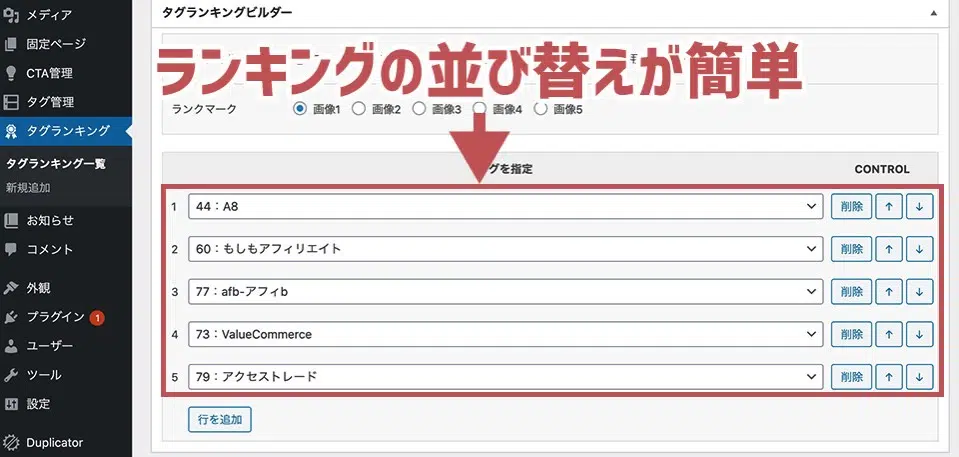 メディア
固定ページ
CTA管理
タグ管理
タグランキング
タグランキング一覧
新規追加
お知らせ
コメント
外観
プラグイン 1
ユーザー
ツール
設定
Duplicator
タグランキングビルダー
ランキングの並び替えが簡単
ランクマーク 画像1 画像2 画像3 画像4 画像5
グを指定 CONTROL
1 44：A8 削除 ↑ ↓
2 60：もしもアフィリエイト 削除 ↑ ↓
3 77：afb-アフィb 削除 ↑ ↓
4 73：ValueCommerce 削除 ↑ ↓
5 79：アクセストレード 削除 ↑ ↓
行を追加